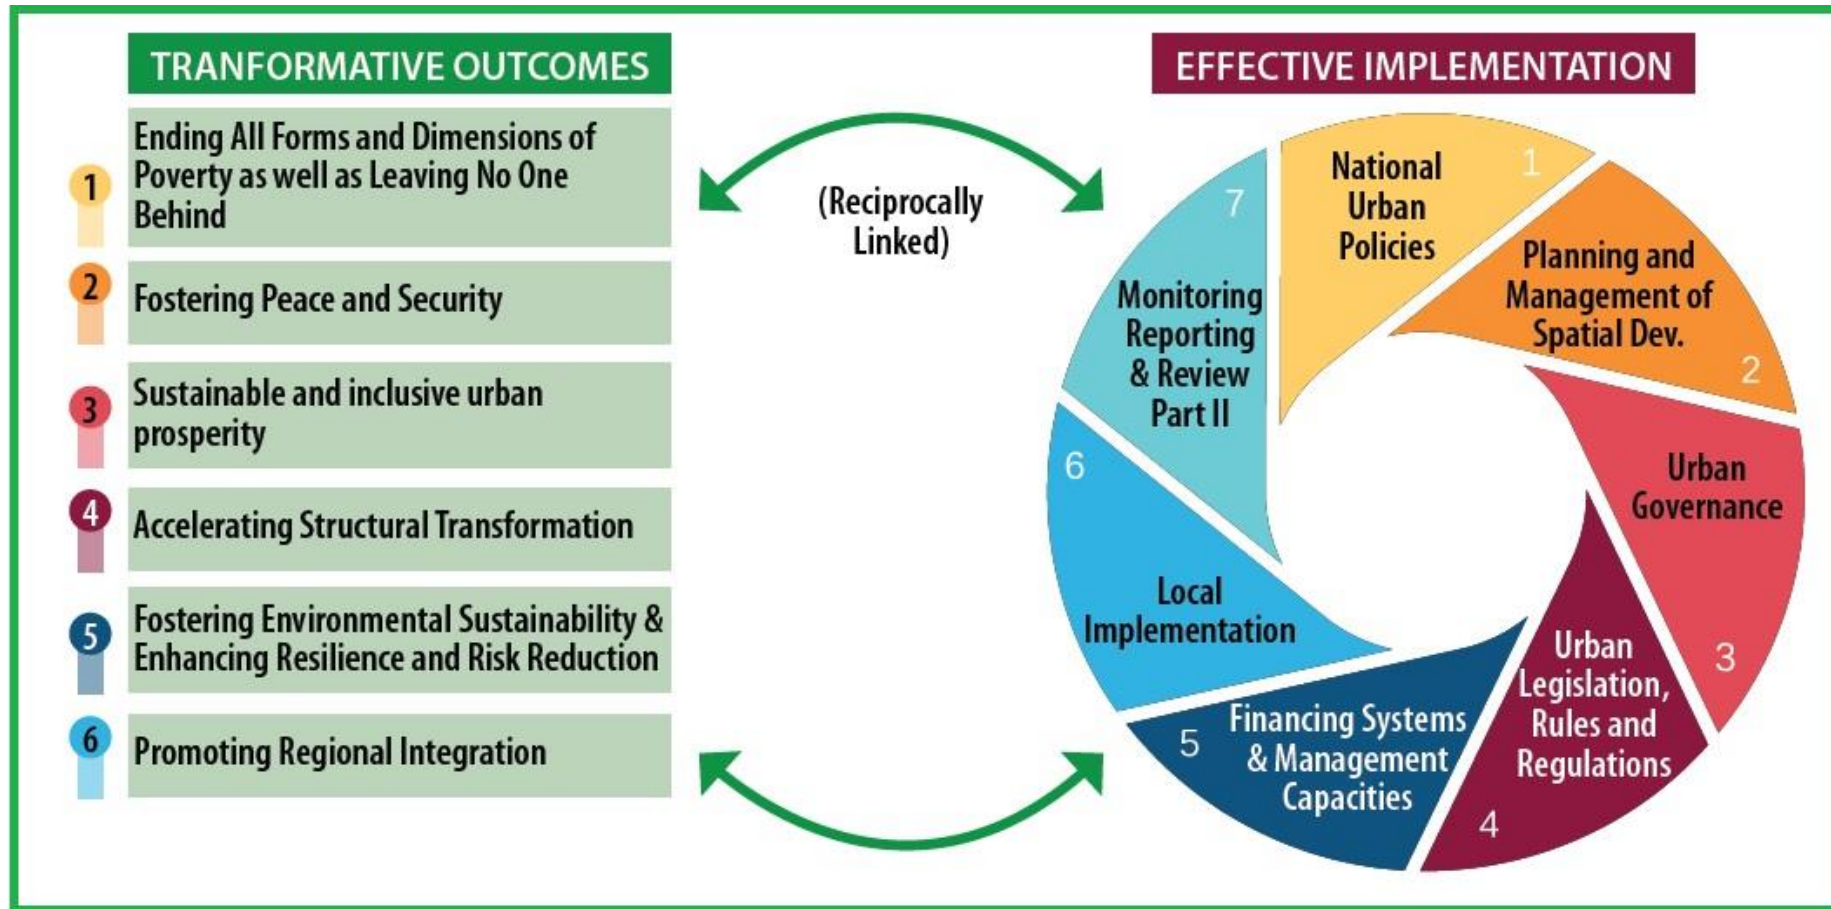 TRANFORMATIVE OUTCOMES
1
Ending All Forms and Dimensions of
Poverty as well as Leaving No One
Behind
2
Fostering Peace and Security
3
Sustainable and inclusive urban
prosperity
4
Accelerating Structural Transformation
5
Fostering Environmental Sustainability &
Enhancing Resilience and Risk Reduction
6
Promoting Regional Integration
(Reciprocally
Linked)
EFFECTIVE IMPLEMENTATION
1
National
Urban
Policies
2
Planning and
Management of
Spatial Dev.
3
Urban
Governance
4
Urban
Legislation,
Rules and
Regulations
5
Financing Systems
& Management
Capacities
6
Local
Implementation
7
Monitoring
Reporting
& Review
Part II